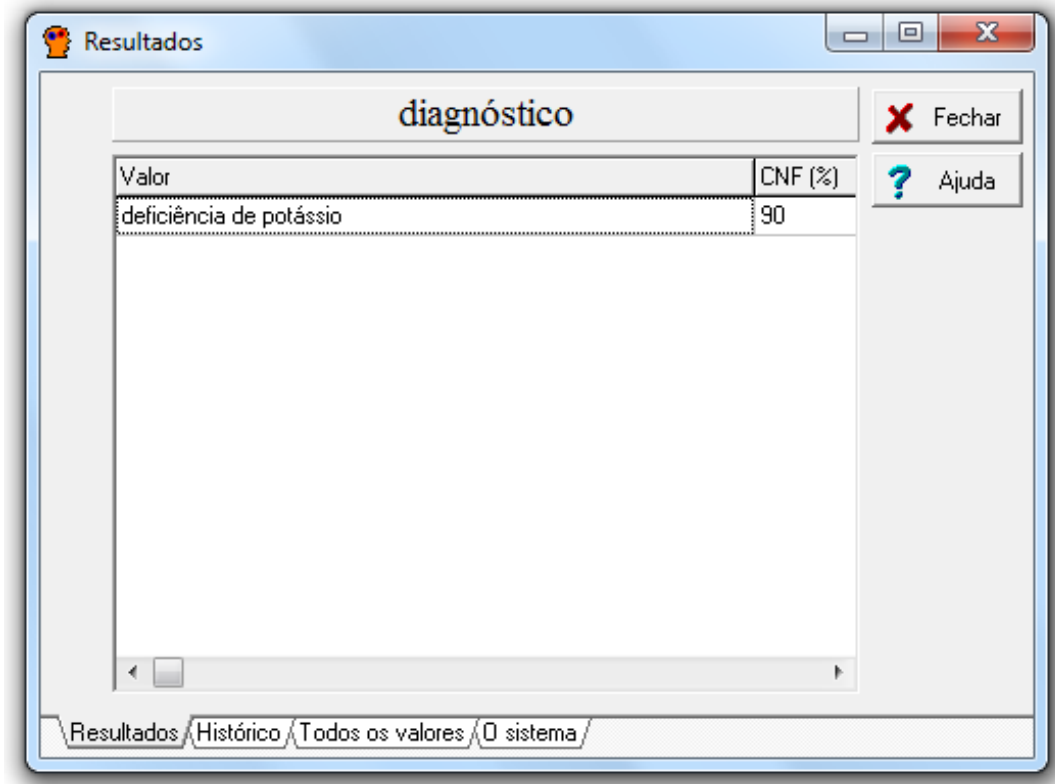 Resultados
diagnóstico
Fechar
Ajuda
Valor CNF (%)
deficiência de potássio 90
Resultados Histórico Todos os valores O sistema